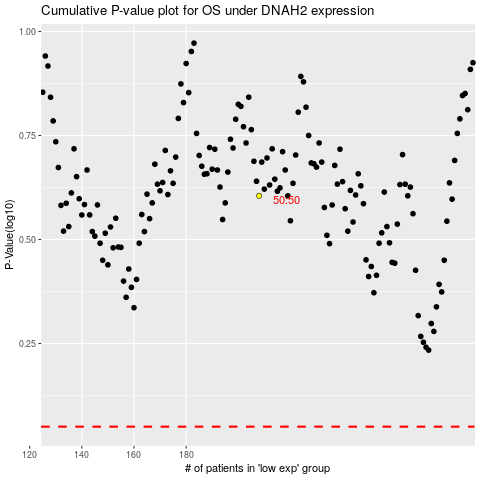 Cumulative P-value plot for OS under DNAH2 expression
1.00
0.75
0.50
0.25
P-Value(log10)
50:50
120 140 160 180
# of patients in 'low exp' group